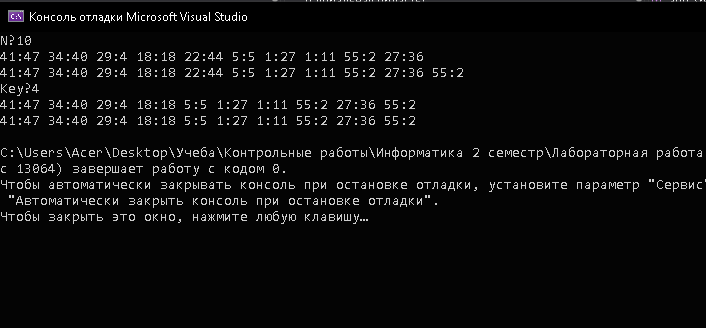 Консоль отладки Microsoft Visual Studio
N?10
41:47 34:40 29:4 18:18 22:44 5:5 1:27 1:11 55:2 27:36
41:47 34:40 29:4 18:18 22:44 5:5 1:27 1:11 55:2 27:36 55:2
Key?4
41:47 34:40 29:4 18:18 5:5 1:27 1:11 55:2 27:36 55:2
41:47 34:40 29:4 18:18 5:5 1:27 1:11 55:2 27:36 55:2
C:\Users\Acer\Desktop\Учеба\Контрольные работы\Информатика 2 семестр\Лабораторная работа
с 13064) завершает работу с кодом 0.
Чтобы автоматически закрывать консоль при остановке отладки, установите параметр "Сервис"
"Автоматически закрыть консоль при остановке отладки".
Чтобы закрыть это окно, нажмите любую клавишу…